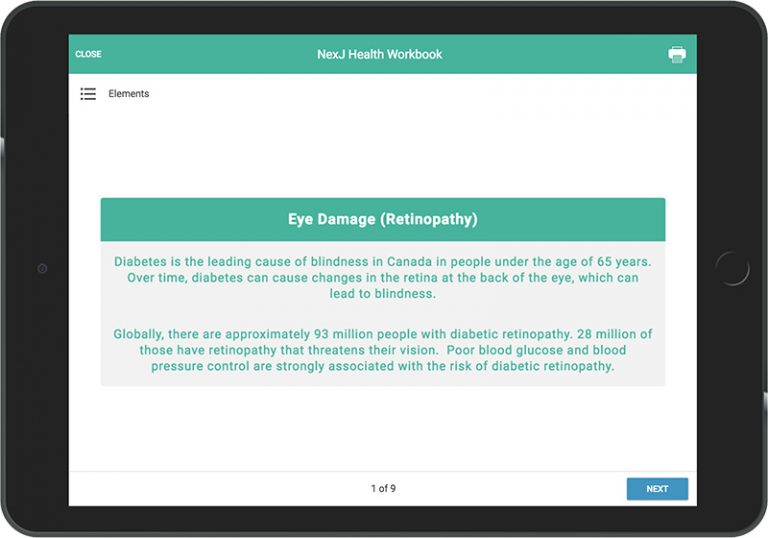 CLOSE
NexJ Health Workbook
Elements
Eye Damage (Retinopathy)
Diabetes is the leading cause of blindness in Canada in people under the age of 65 years.
Over time, diabetes can cause changes in the retina at the back of the eye, which can
lead to blindness.
Globally, there are approximately 93 million people with diabetic retinopathy. 28 million of
those have retinopathy that threatens their vision.  Poor blood glucose and blood
pressure control are strongly associated with the risk of diabetic retinopathy.
1 of 9
NEXT